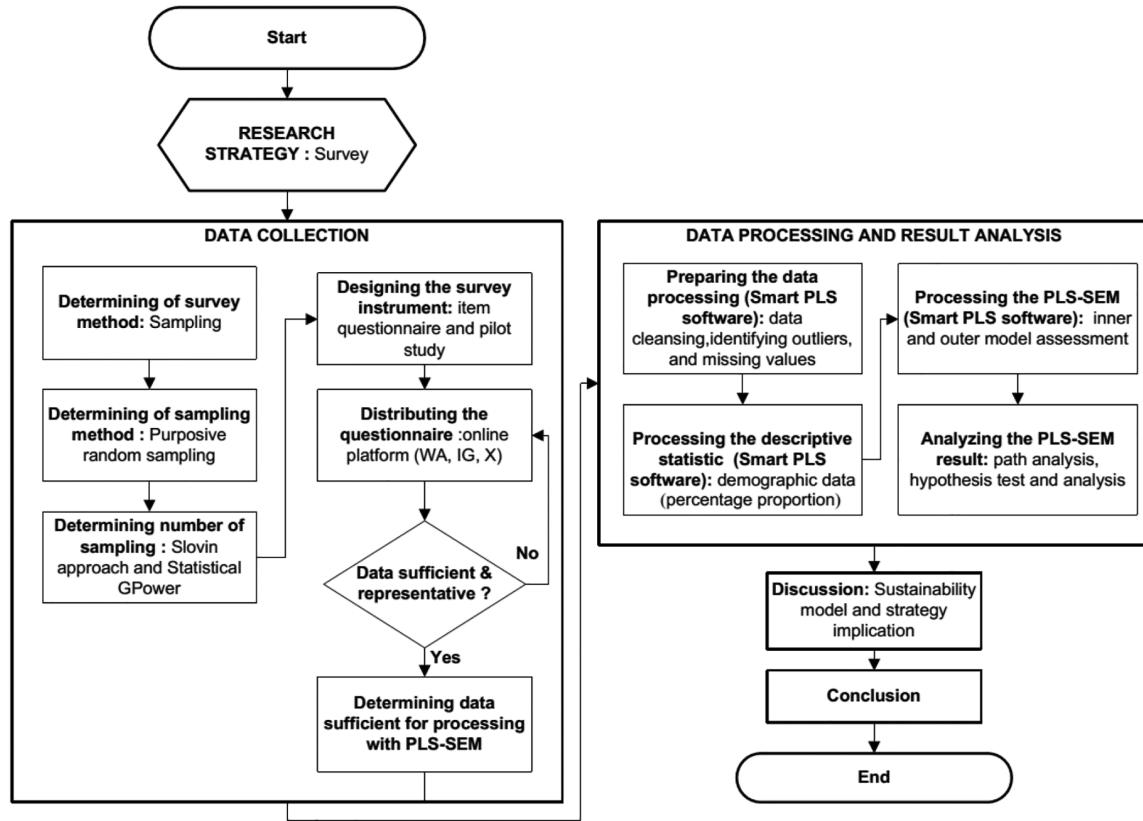 Start
RESEARCH
STRATEGY : Survey
DATA COLLECTION
Determining of survey
method: Sampling
Determining of sampling
method : Purposive
random sampling
Determining number of
sampling : Slovin
approach and Statistical
GPower
Designing the survey
instrument: item
questionnaire and pilot
study
Distributing the
questionnaire :online
platform (WA, IG, X)
Data sufficient &
representative ?
No
Yes
Determining data
sufficient for processing
with PLS-SEM
DATA PROCESSING AND RESULT ANALYSIS
Preparing the data
processing (Smart PLS
software): data
cleansing,identifying outliers,
and missing values
Processing the descriptive
statistic (Smart PLS
software): demographic data
(percentage proportion)
Processing the PLS-SEM
(Smart PLS software): inner
and outer model assessment
Analyzing the PLS-SEM
result: path analysis,
hypothesis test and analysis
Discussion: Sustainability
model and strategy
implication
Conclusion
End